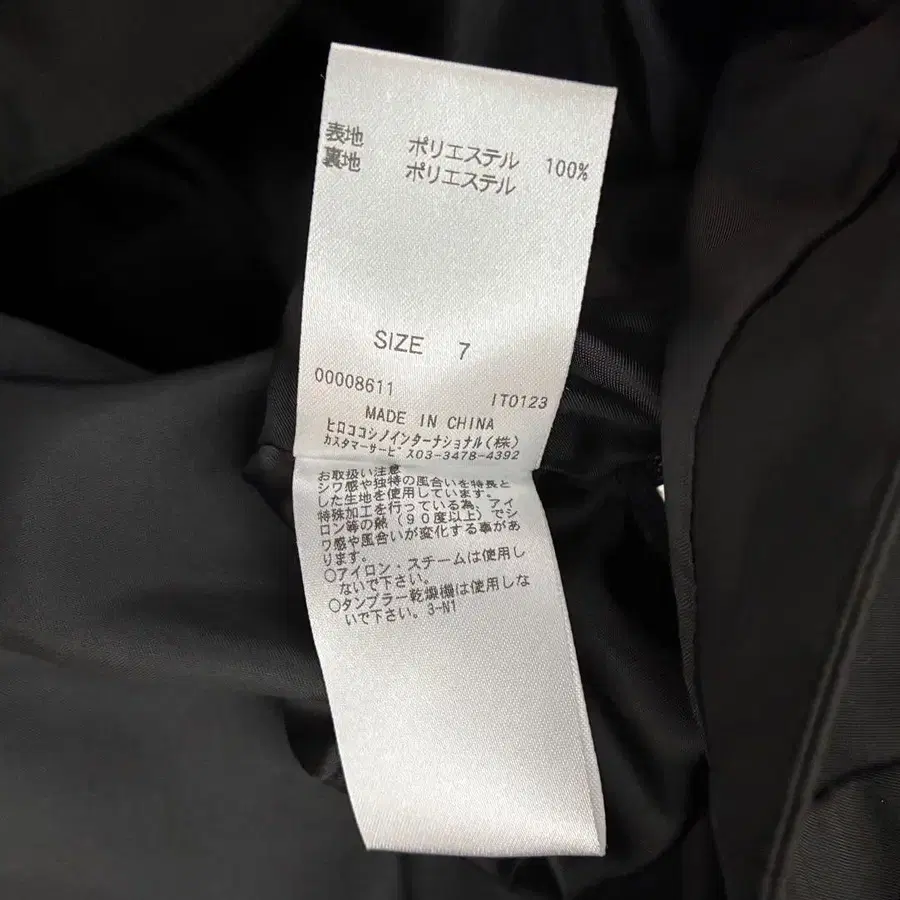 表地 ポリエステル 100%
裏地 ポリエステル
SIZE 7
00008611 IT0123
MADE IN CHINA
ヒロココシノインターナショナル(株)
カスタマーサービス03-3478-4392
お取扱い注意
シワ感や独特の風合いを特長と
した生地を使用しています。
特殊加工を行っている為、アイ
ロン等の熱(90度以上)でシ
ワ感や風合いが変化する事があ
ります。
○アイロン・スチームは使用し
ないで下さい。
○タンブラー乾燥機は使用しな
いで下さい。3-N1